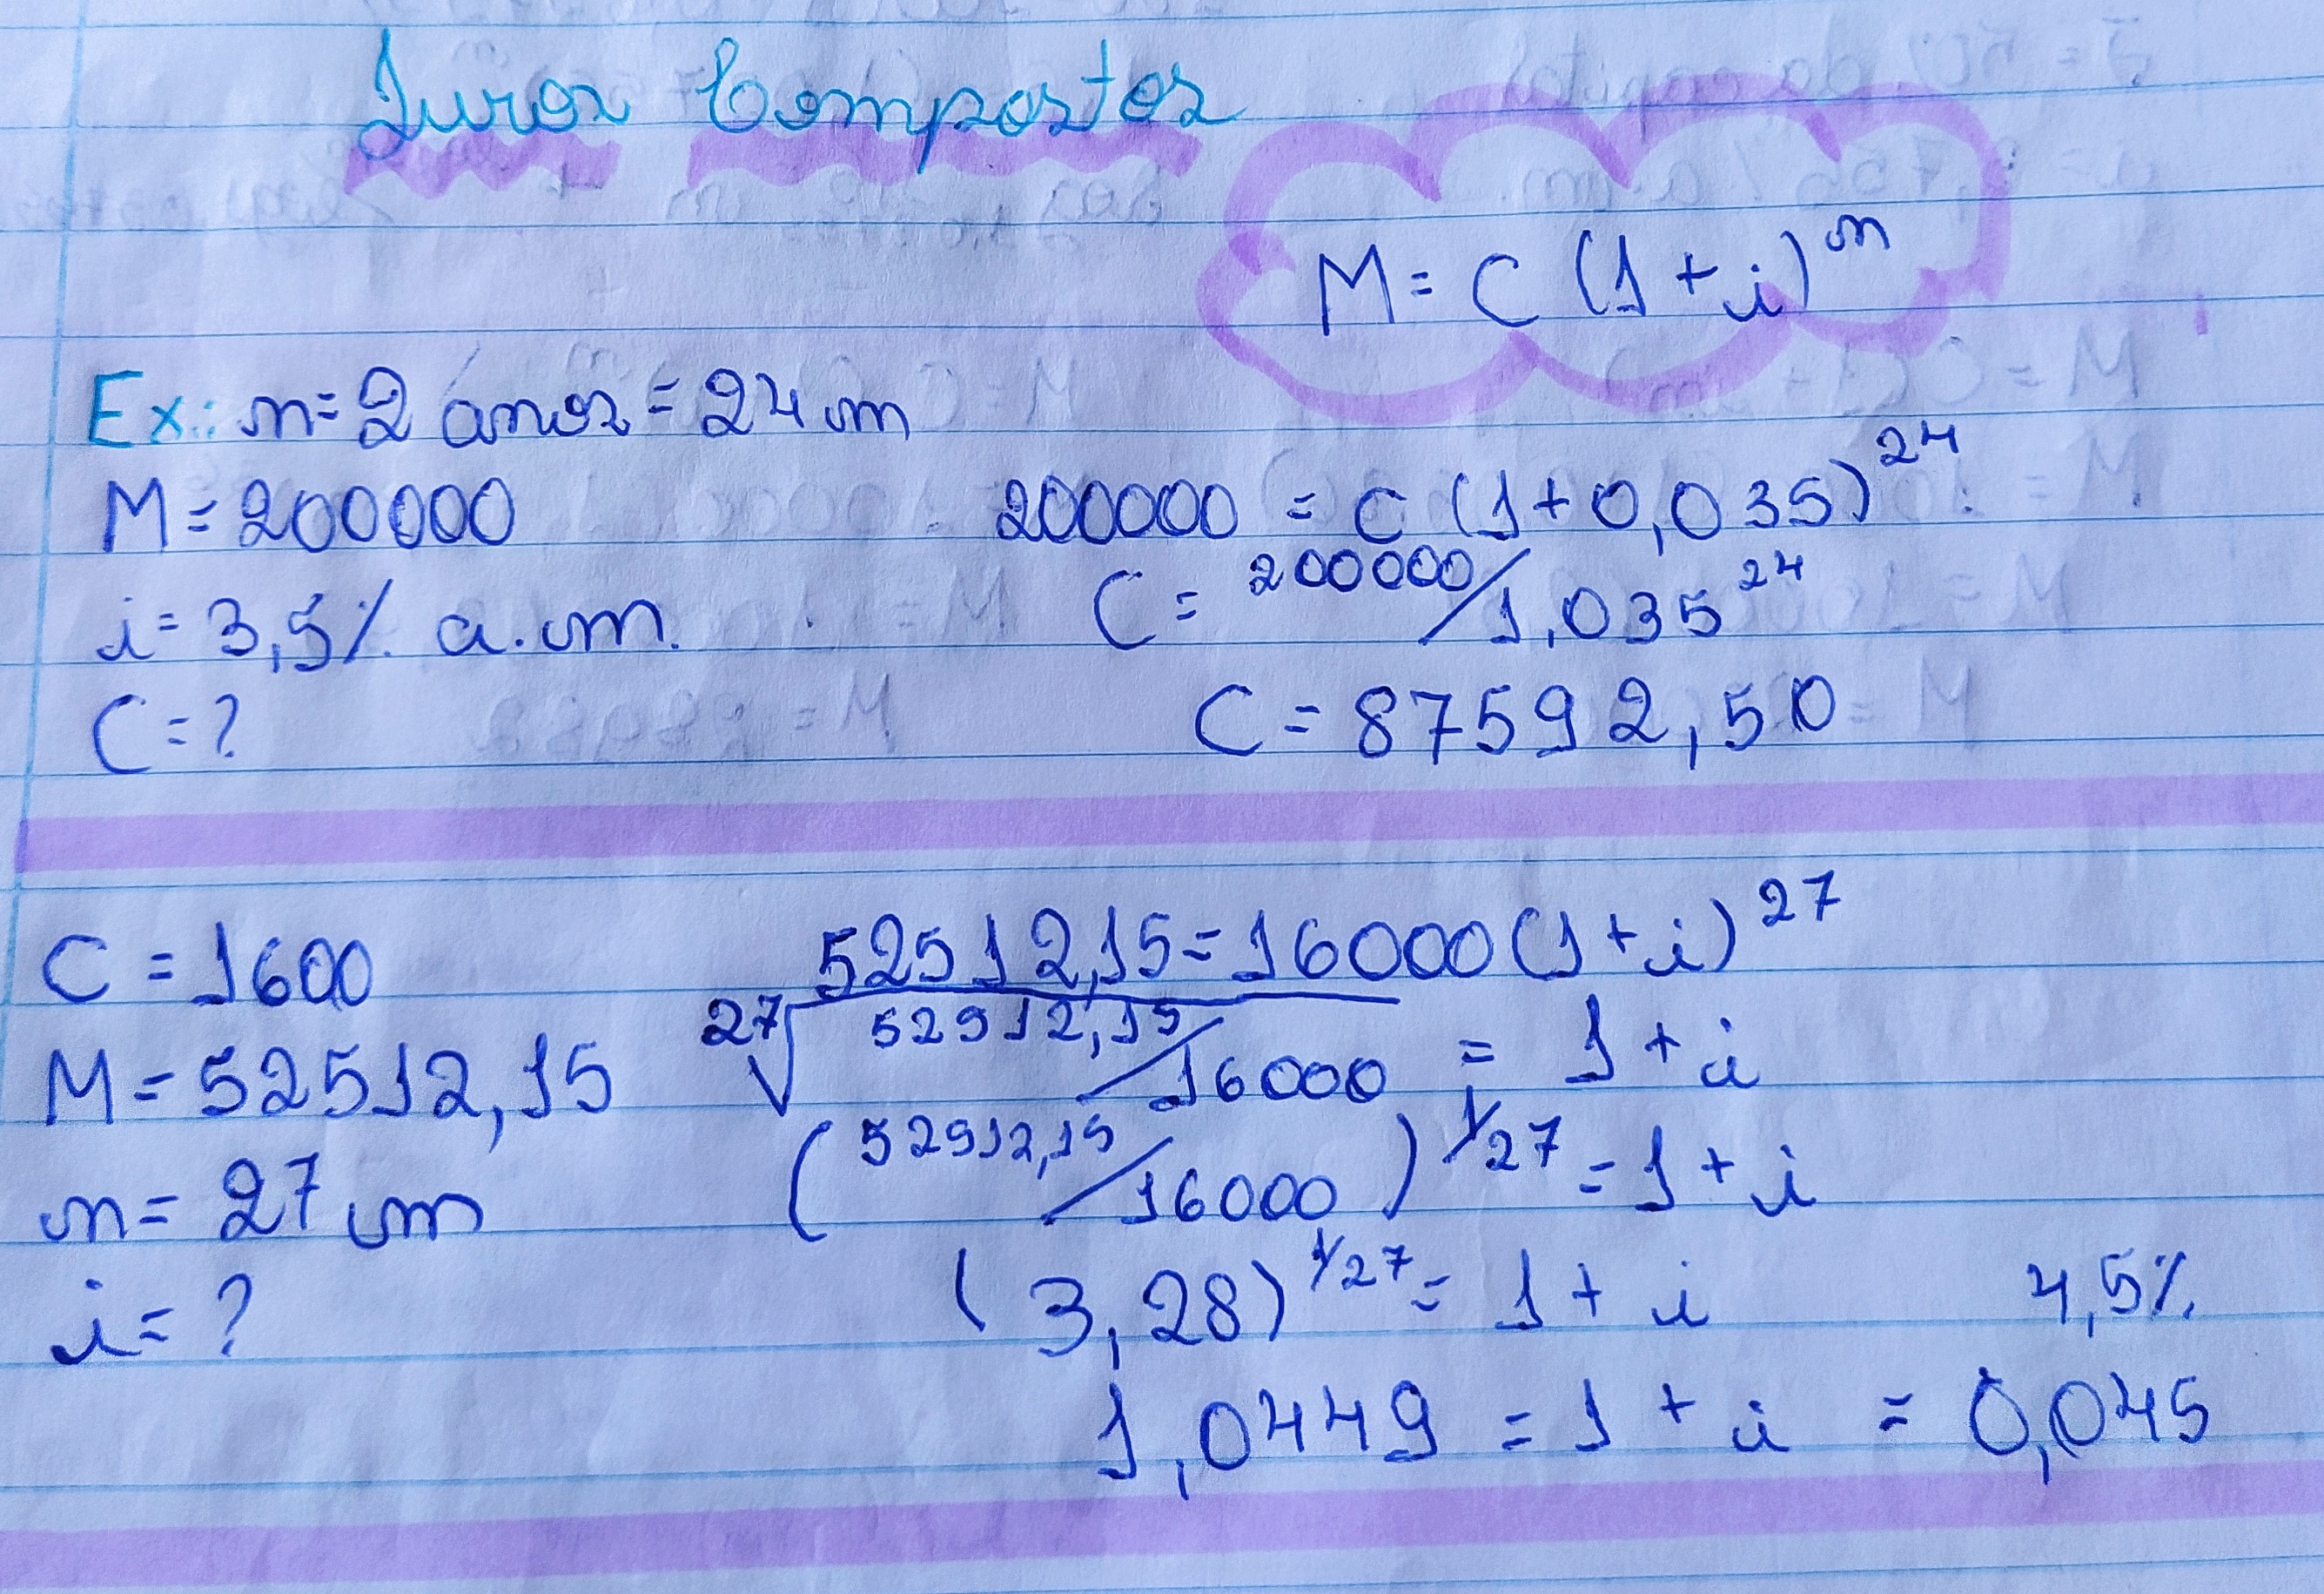 Juros Compostos
M = C (1 + i)^n
Ex.: n = 2 anos = 24 m
M = 200000
i = 3,5% a.m.
C = ?
200000 = C (1 + 0,035)^24
C = 200000/1,035^24
C = 87592,50
C = 1600
M = 52512,15
n = 27 m
i = ?
52512,15 = 16000 (1 + i)^27
27√52512,15/16000 = 1 + i
(52512,15/16000)^1/27 = 1 + i
(3,28)^1/27 = 1 + i
4,5%
1,0449 = 1 + i = 0,045